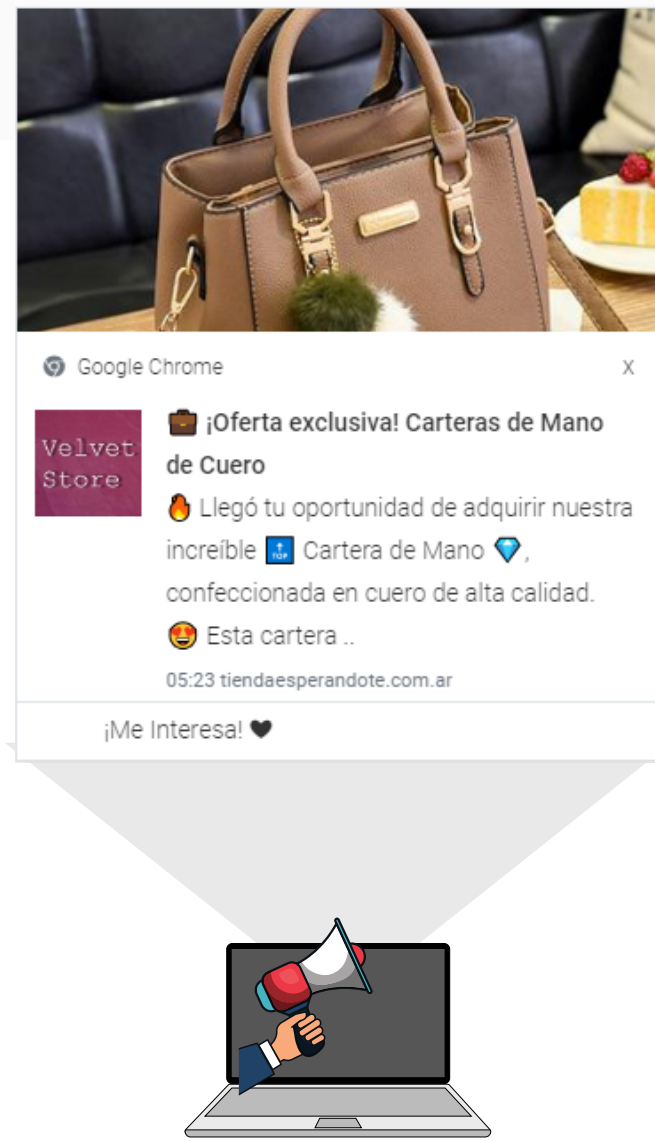 Google Chrome X
Velvet
Store
💼 ¡Oferta exclusiva! Carteras de Mano
de Cuero
🔥 Llegó tu oportunidad de adquirir nuestra
increíble 🔝 Cartera de Mano 💎,
confeccionada en cuero de alta calidad.
😍 Esta cartera ..
05:23 tiendaesperandote.com.ar
¡Me Interesa! 🖤